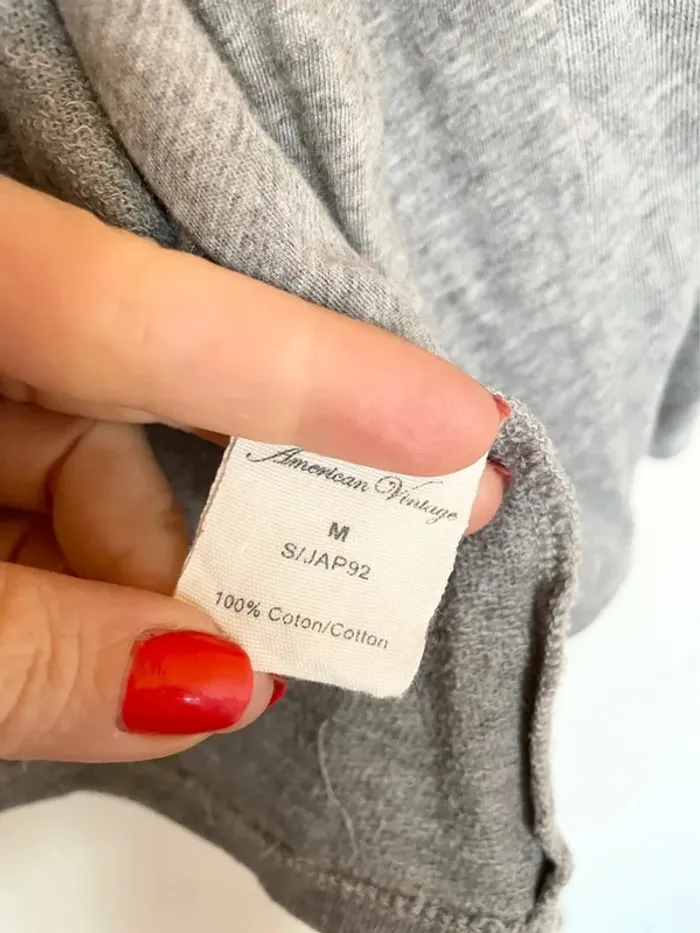 American Vintage
M
S/JAP92
100% Coton/Cotton